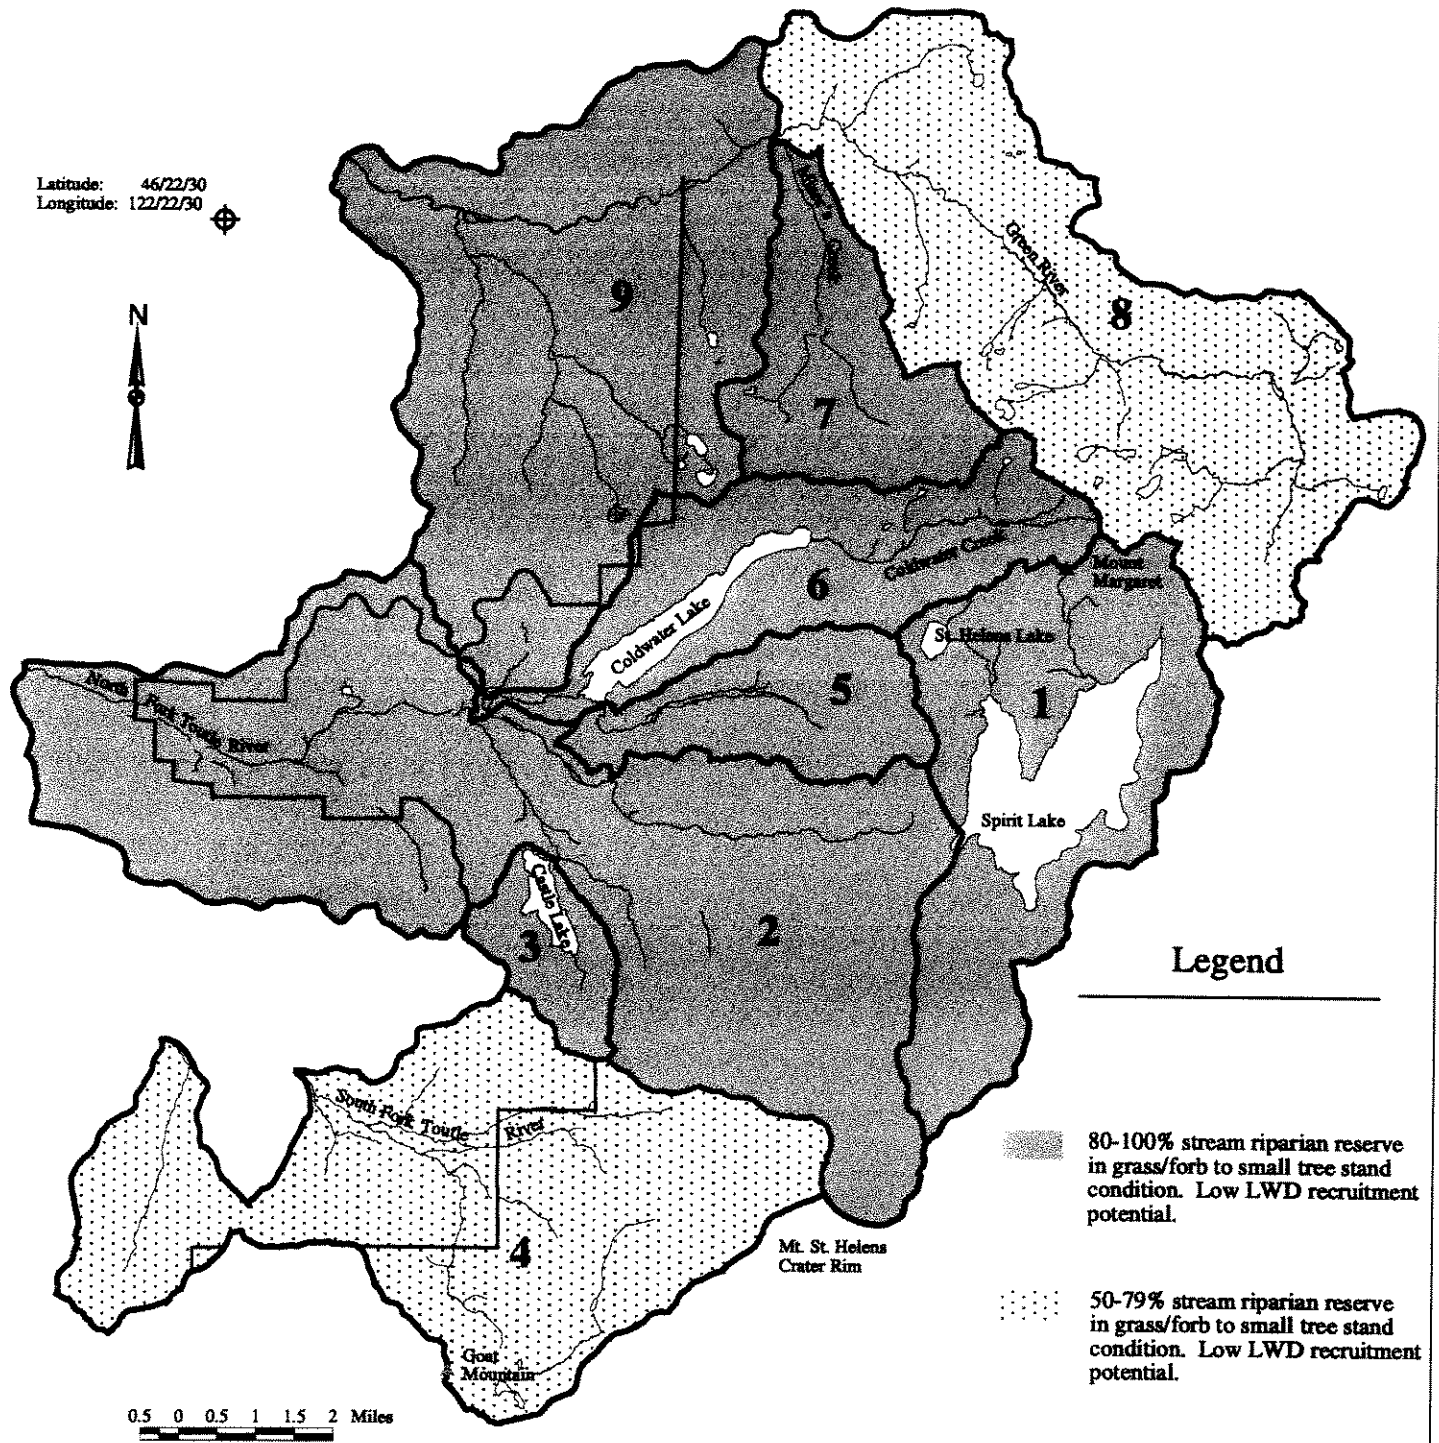 Latitude: 46/22/30
Longitude: 122/22/30
N
Miner's Creek
9
Green River
8
7
Coldwater Creek
Mount
Margaret
6
Coldwater Lake
St. Helens Lake
5
1
North Fork Toutle River
Spirit Lake
Castle Lake
3
2
Legend
South Fork Toutle River
80-100% stream riparian reserve
in grass/forb to small tree stand
condition. Low LWD recruitment
potential.
4
Mt. St. Helens
Crater Rim
50-79% stream riparian reserve
in grass/forb to small tree stand
condition. Low LWD recruitment
potential.
Goat
Mountain
0.5 0 0.5 1 1.5 2 Miles